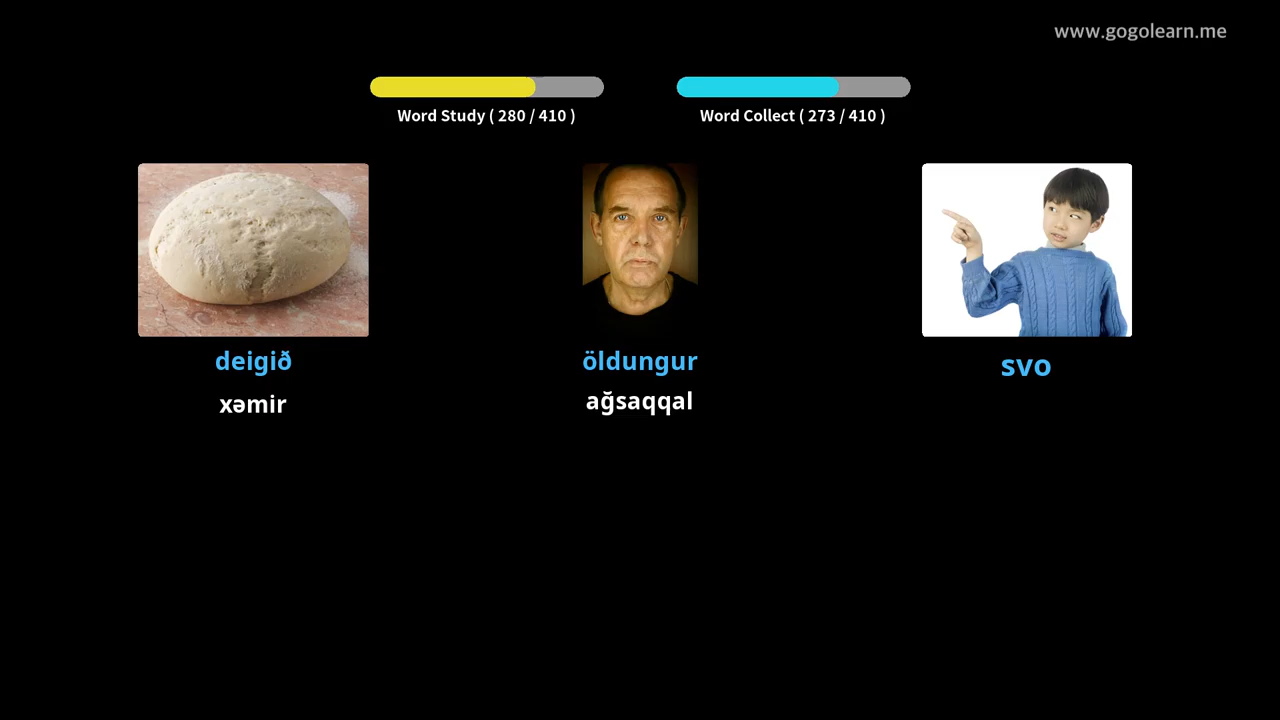 www.gogolearn.me
Word Study ( 280 / 410 )
Word Collect ( 273 / 410 )
deigið
öldungur
svo
xəmir
ağsaqqal